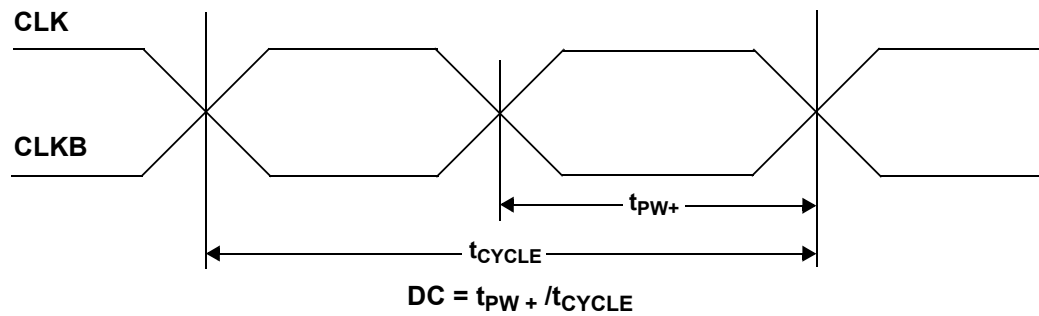 CLK
CLKB
tPW+
tCYCLE
DC = tPW + /tCYCLE